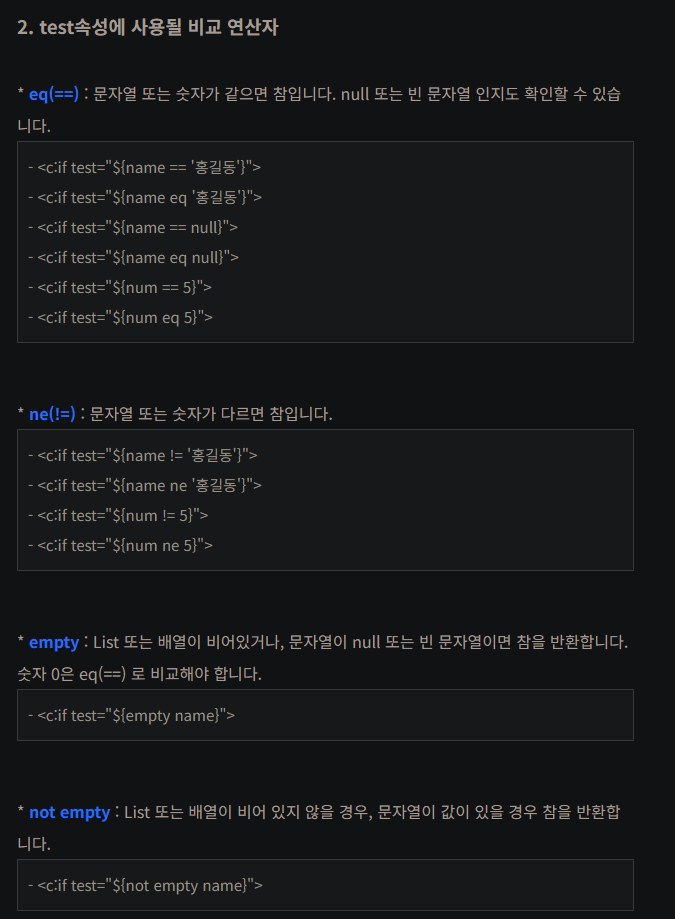 2. test속성에 사용될 비교 연산자
* eq(==) : 문자열 또는 숫자가 같으면 참입니다. null 또는 빈 문자열 인지도 확인할 수 있습
니다.
- <c:if test="${name == '홍길동'}">
- <c:if test="${name eq '홍길동'}">
- <c:if test="${name == null}">
- <c:if test="${name eq null}">
- <c:if test="${num == 5}">
- <c:if test="${num eq 5}">
* ne(!=) : 문자열 또는 숫자가 다르면 참입니다.
- <c:if test="${name != '홍길동'}">
- <c:if test="${name ne '홍길동'}">
- <c:if test="${num != 5}">
- <c:if test="${num ne 5}">
* empty : List 또는 배열이 비어있거나, 문자열이 null 또는 빈 문자열이면 참을 반환합니다.
숫자 0은 eq(==) 로 비교해야 합니다.
- <c:if test="${empty name}">
* not empty : List 또는 배열이 비어 있지 않을 경우, 문자열이 값이 있을 경우 참을 반환합
니다.
- <c:if test="${not empty name}">